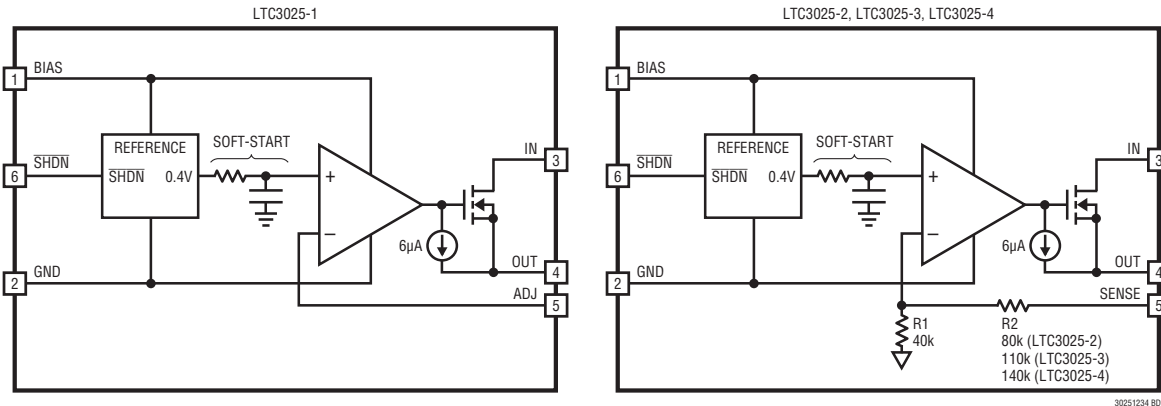 LTC3025-1
BIAS
1
REFERENCE
SOFT-START
IN
3
SHDN
6
SHDN 0.4V
+
–
6µA
GND
2
OUT
4
ADJ
5
LTC3025-2, LTC3025-3, LTC3025-4
BIAS
1
REFERENCE
SOFT-START
IN
3
SHDN
6
SHDN 0.4V
+
–
6µA
GND
2
OUT
4
SENSE
5
R1
40k
R2
80k (LTC3025-2)
110k (LTC3025-3)
140k (LTC3025-4)
30251234 BD